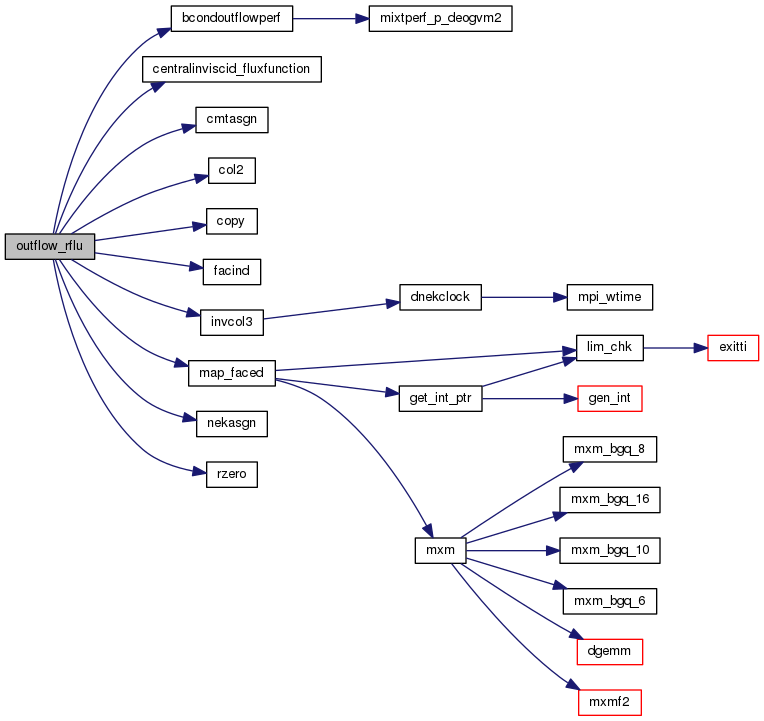 bcondoutflowperf
mixtperf_p_deogvm2
centralinviscid_fluxfunction
cmtasgn
col2
copy
outflow_rflu
facind
dnekclock
mpi_wtime
invcol3
lim_chk
exitti
map_faced
get_int_ptr
gen_int
nekasgn
mxm_bgq_8
rzero
mxm_bgq_16
mxm
mxm_bgq_10
mxm_bgq_6
dgemm
mxmf2